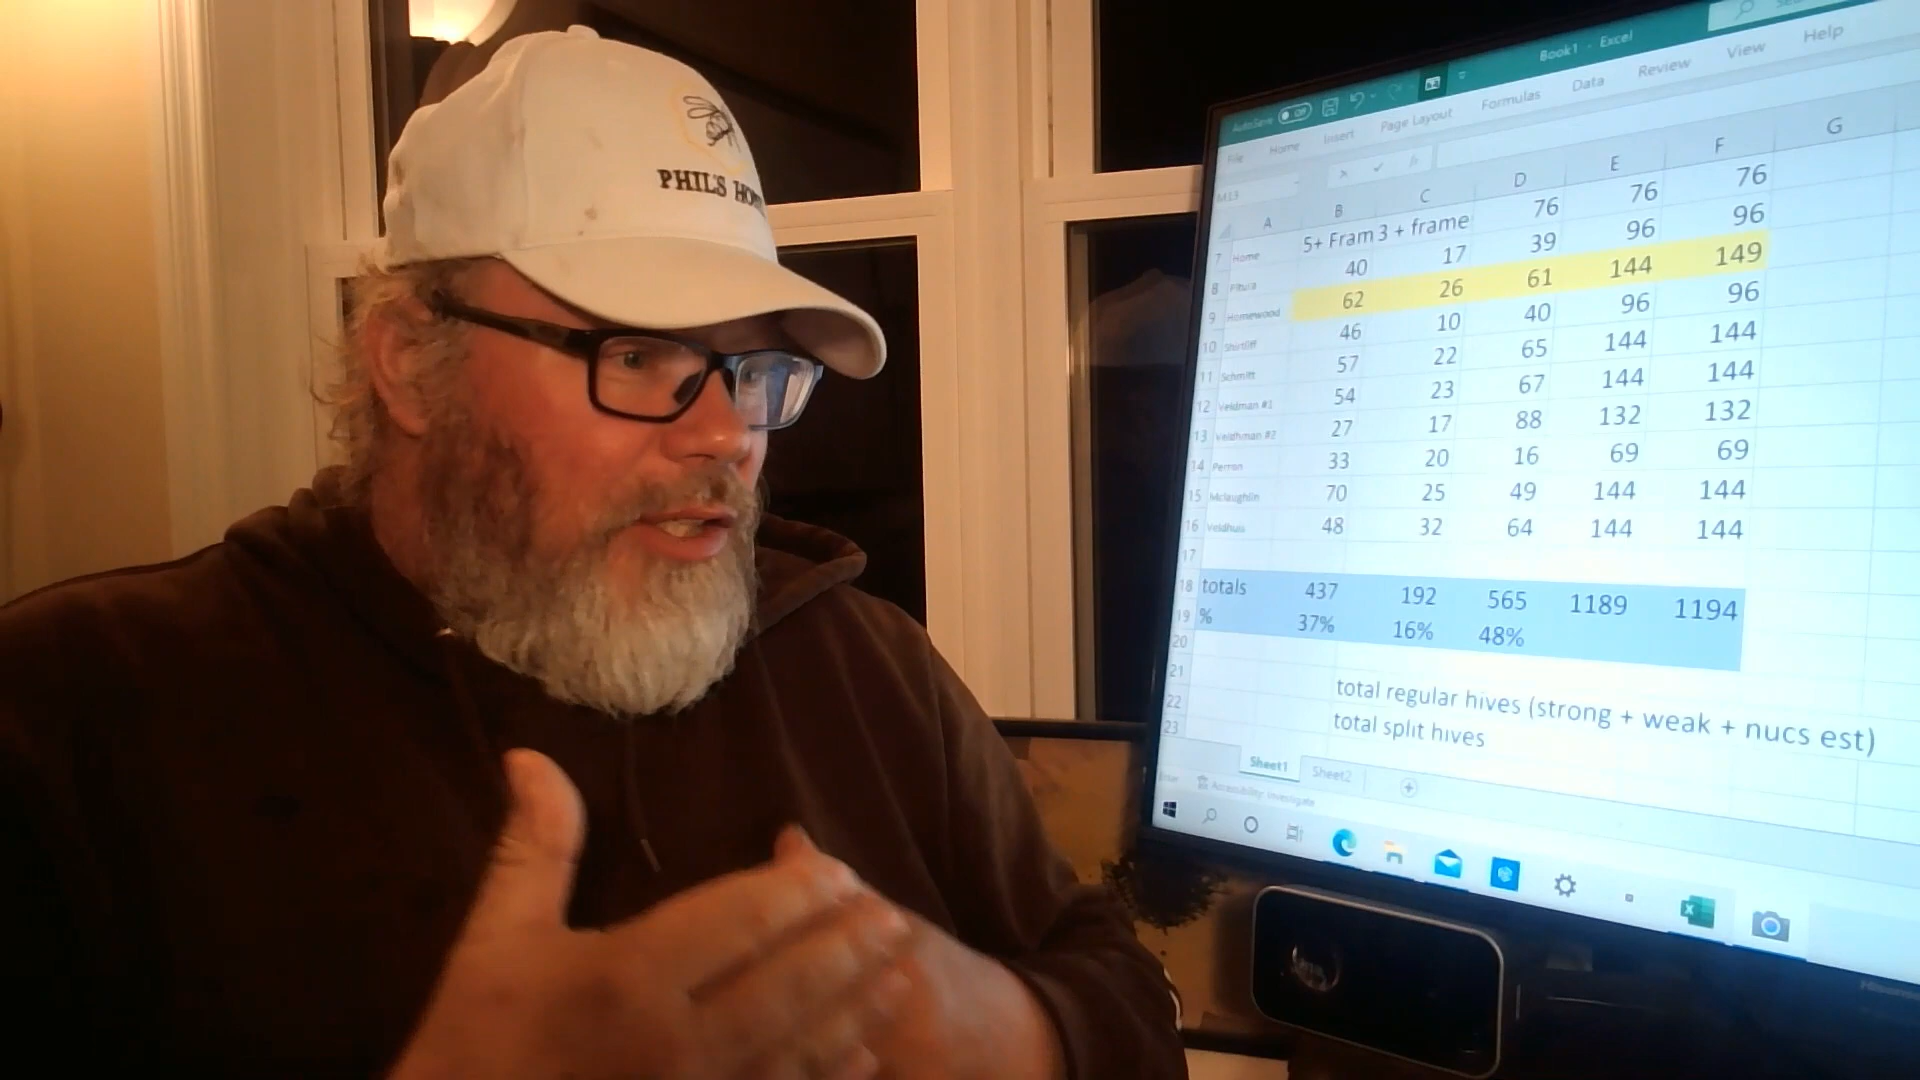 PHIL'S
Book1 - Excel
AutoSave Off
File Home Insert Page Layout Formulas Data Review View Help
M13
A B C D E F G
7 Home 5+ Fram 3 + frame 76 76 76
8 40 17 39 96 96
9 Homewood 62 26 61 144 149
10 Shirtliff 46 10 40 96 96
11 Schmitt 57 22 65 144 144
12 Veldman #1 54 23 67 144 144
13 Veldhman #2 27 17 88 132 132
14 Perron 33 20 16 69 69
15 Mclaughlin 70 25 49 144 144
16 Veldhuis 48 32 64 144 144
17
18 totals 437 192 565 1189 1194
19 % 37% 16% 48%
20
21
22 total regular hives (strong + weak + nucs est)
23 total split hives
Sheet1 Sheet2
Accessibility: Investigate